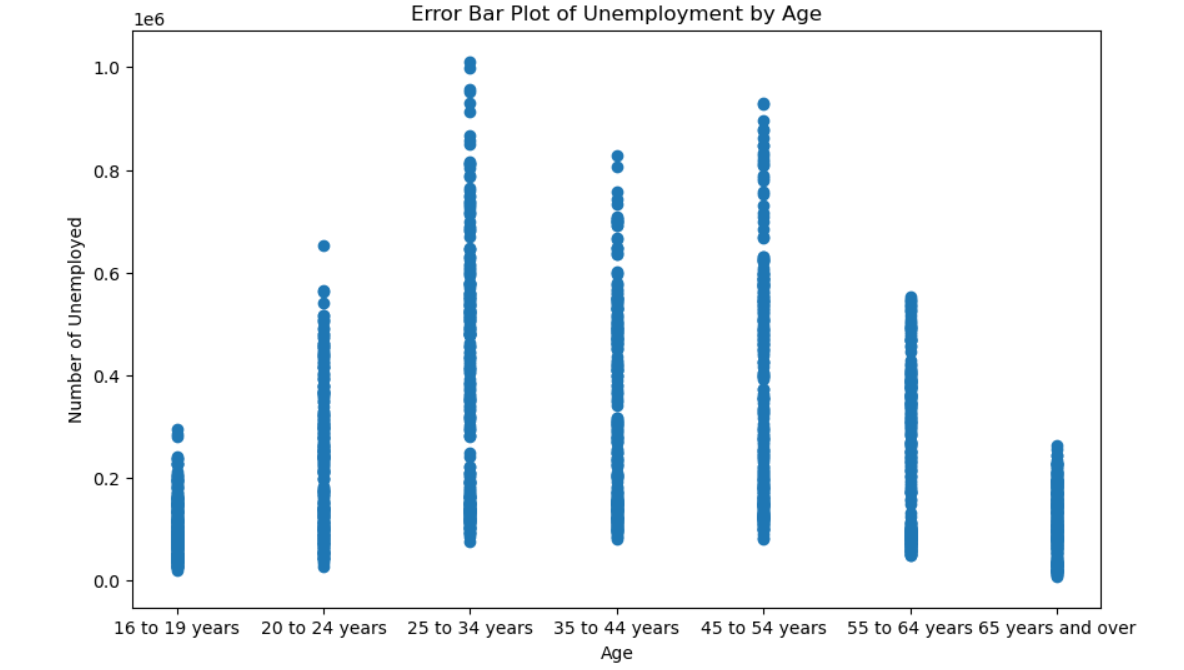 Error Bar Plot of Unemployment by Age
1e6
1.0
0.8
0.6
0.4
0.2
0.0
Number of Unemployed
16 to 19 years 20 to 24 years 25 to 34 years 35 to 44 years 45 to 54 years 55 to 64 years 65 years and over
Age